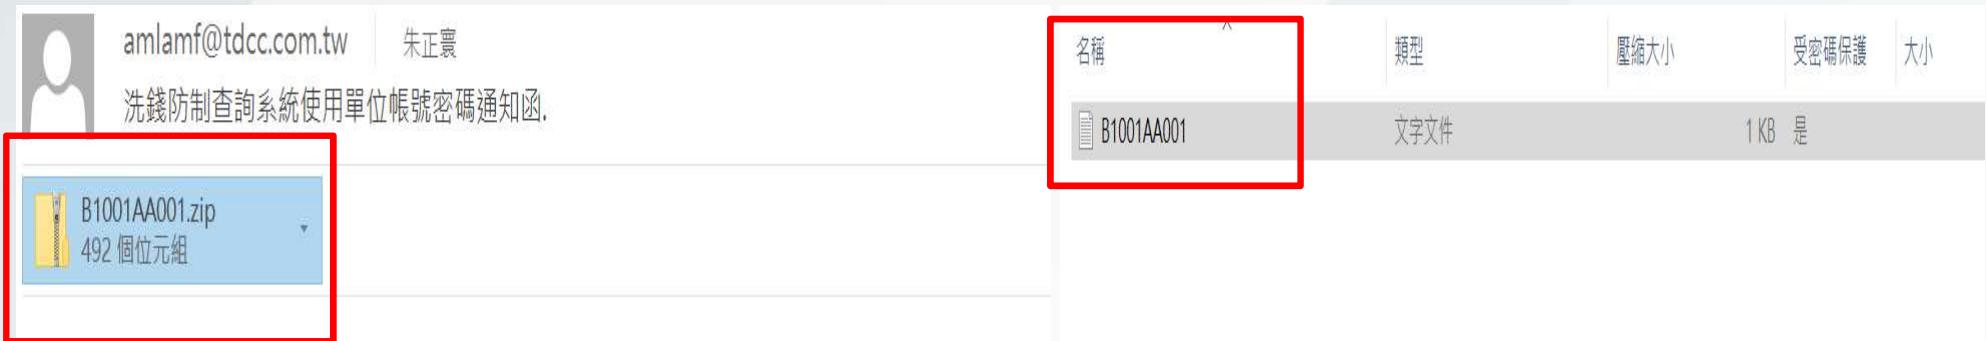 amlamf@tdcc.com.tw 朱正寰
洗錢防制查詢系統使用單位帳號密碼通知函.
B1001AA001.zip
492 個位元組
名稱 類型 壓縮大小 受密碼保護 大小
B1001AA001 文字文件 1 KB 是